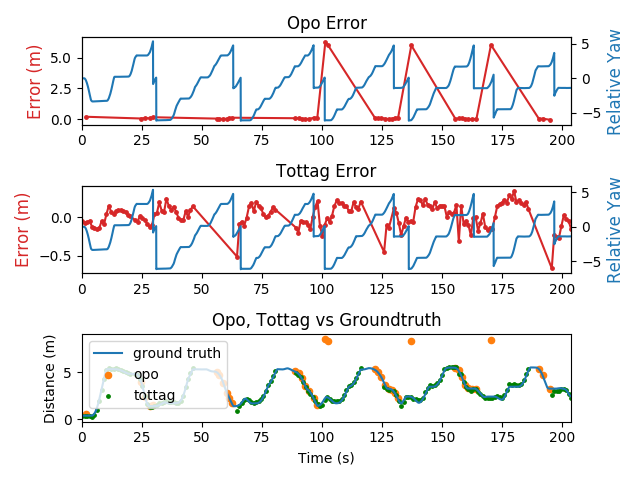 Opo Error
Error (m)
5.0
2.5
0.0
5
0
−5
Relative Yaw
0 25 50 75 100 125 150 175 200
Tottag Error
Error (m)
0.0
−0.5
5
0
−5
Relative Yaw
0 25 50 75 100 125 150 175 200
Opo, Tottag vs Groundtruth
Distance (m)
5
0
ground truth
opo
tottag
0 25 50 75 100 125 150 175 200
Time (s)